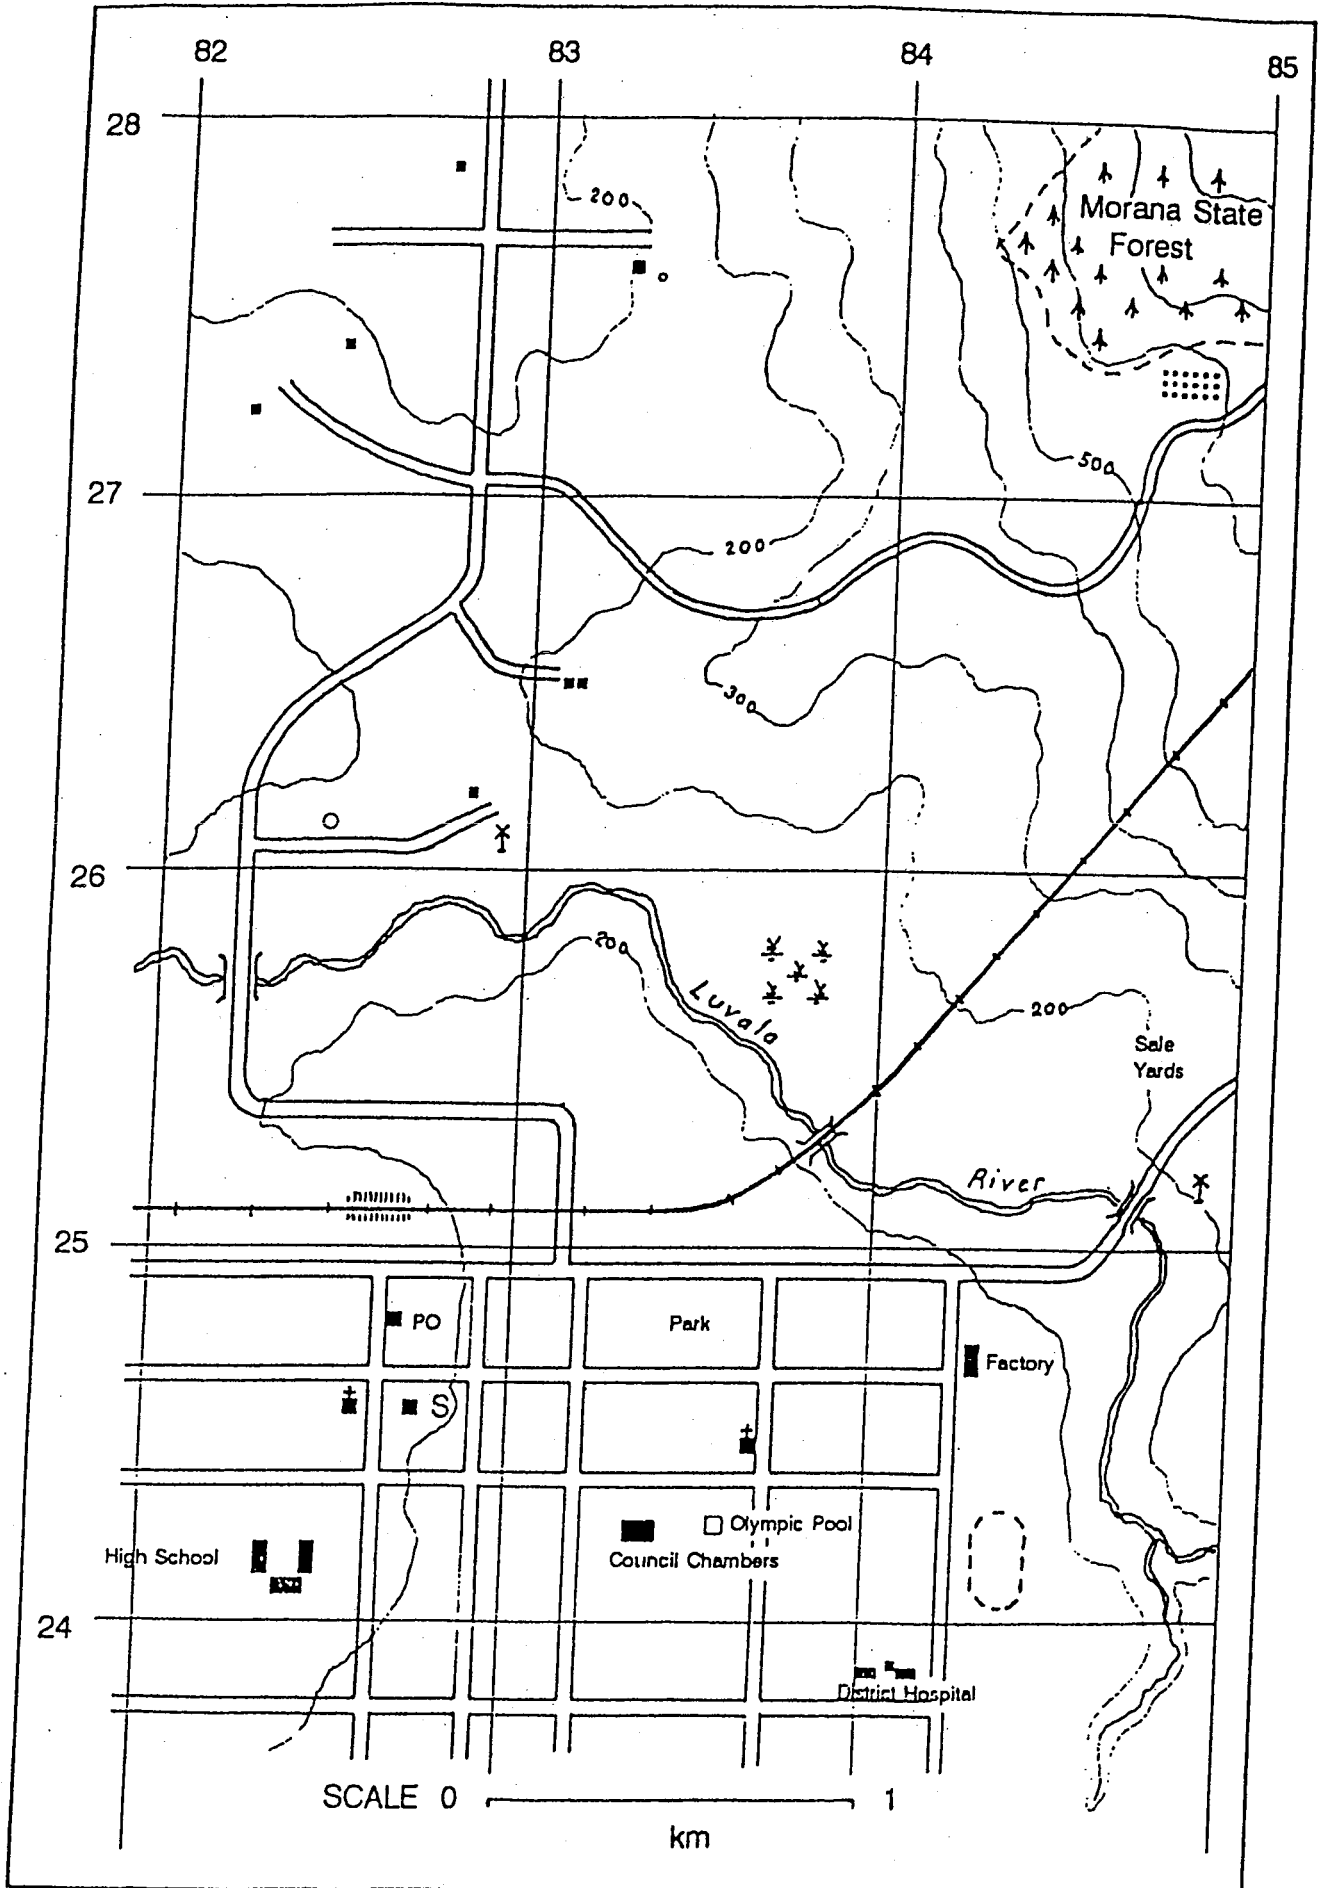 82
83
84
85
28
200
Morana State
Forest
27
500
200
300
26
200
Luvala
200
Sale
Yards
River
25
PO
Park
Factory
S
High School
Olympic Pool
Council Chambers
24
District Hospital
SCALE 0
1
km